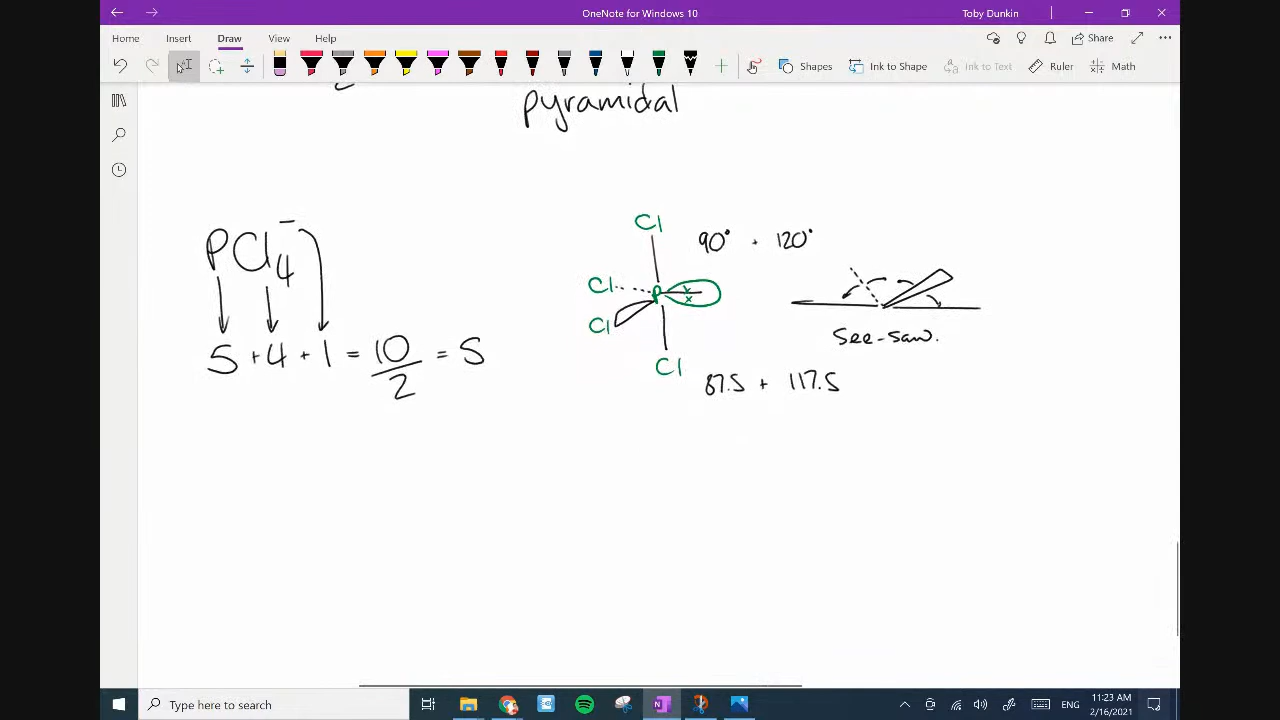 OneNote for Windows 10
Toby Dunkin
Home Insert Draw View Help
Share
Shapes Ink to Shape Ink to Text Ruler Math
pyramidal
PCl4⁻
5 + 4 + 1 = 10/2 = 5
Cl
90° + 120°
Cl
P
x x
Cl
Cl
See-saw.
87.5 + 117.5
Type here to search
ENG
11:23 AM
2/16/2021